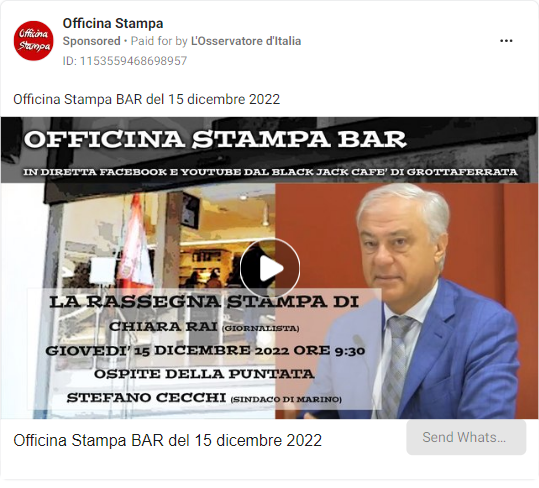 Officina Stampa
Officina
Stampa
Sponsored • Paid for by L'Osservatore d'Italia
ID: 1153559468698957
Officina Stampa BAR del 15 dicembre 2022
OFFICINA STAMPA BAR
IN DIRETTA FACEBOOK E YOUTUBE DAL BLACK JACK CAFE' DI GROTTAFERRATA
LA RASSEGNA STAMPA DI
CHIARA RAI (GIORNALISTA)
GIOVEDI' 15 DICEMBRE 2022 ORE 9:30
OSPITE DELLA PUNTATA
STEFANO CECCHI (SINDACO DI MARINO)
Officina Stampa BAR del 15 dicembre 2022
Send Whats...